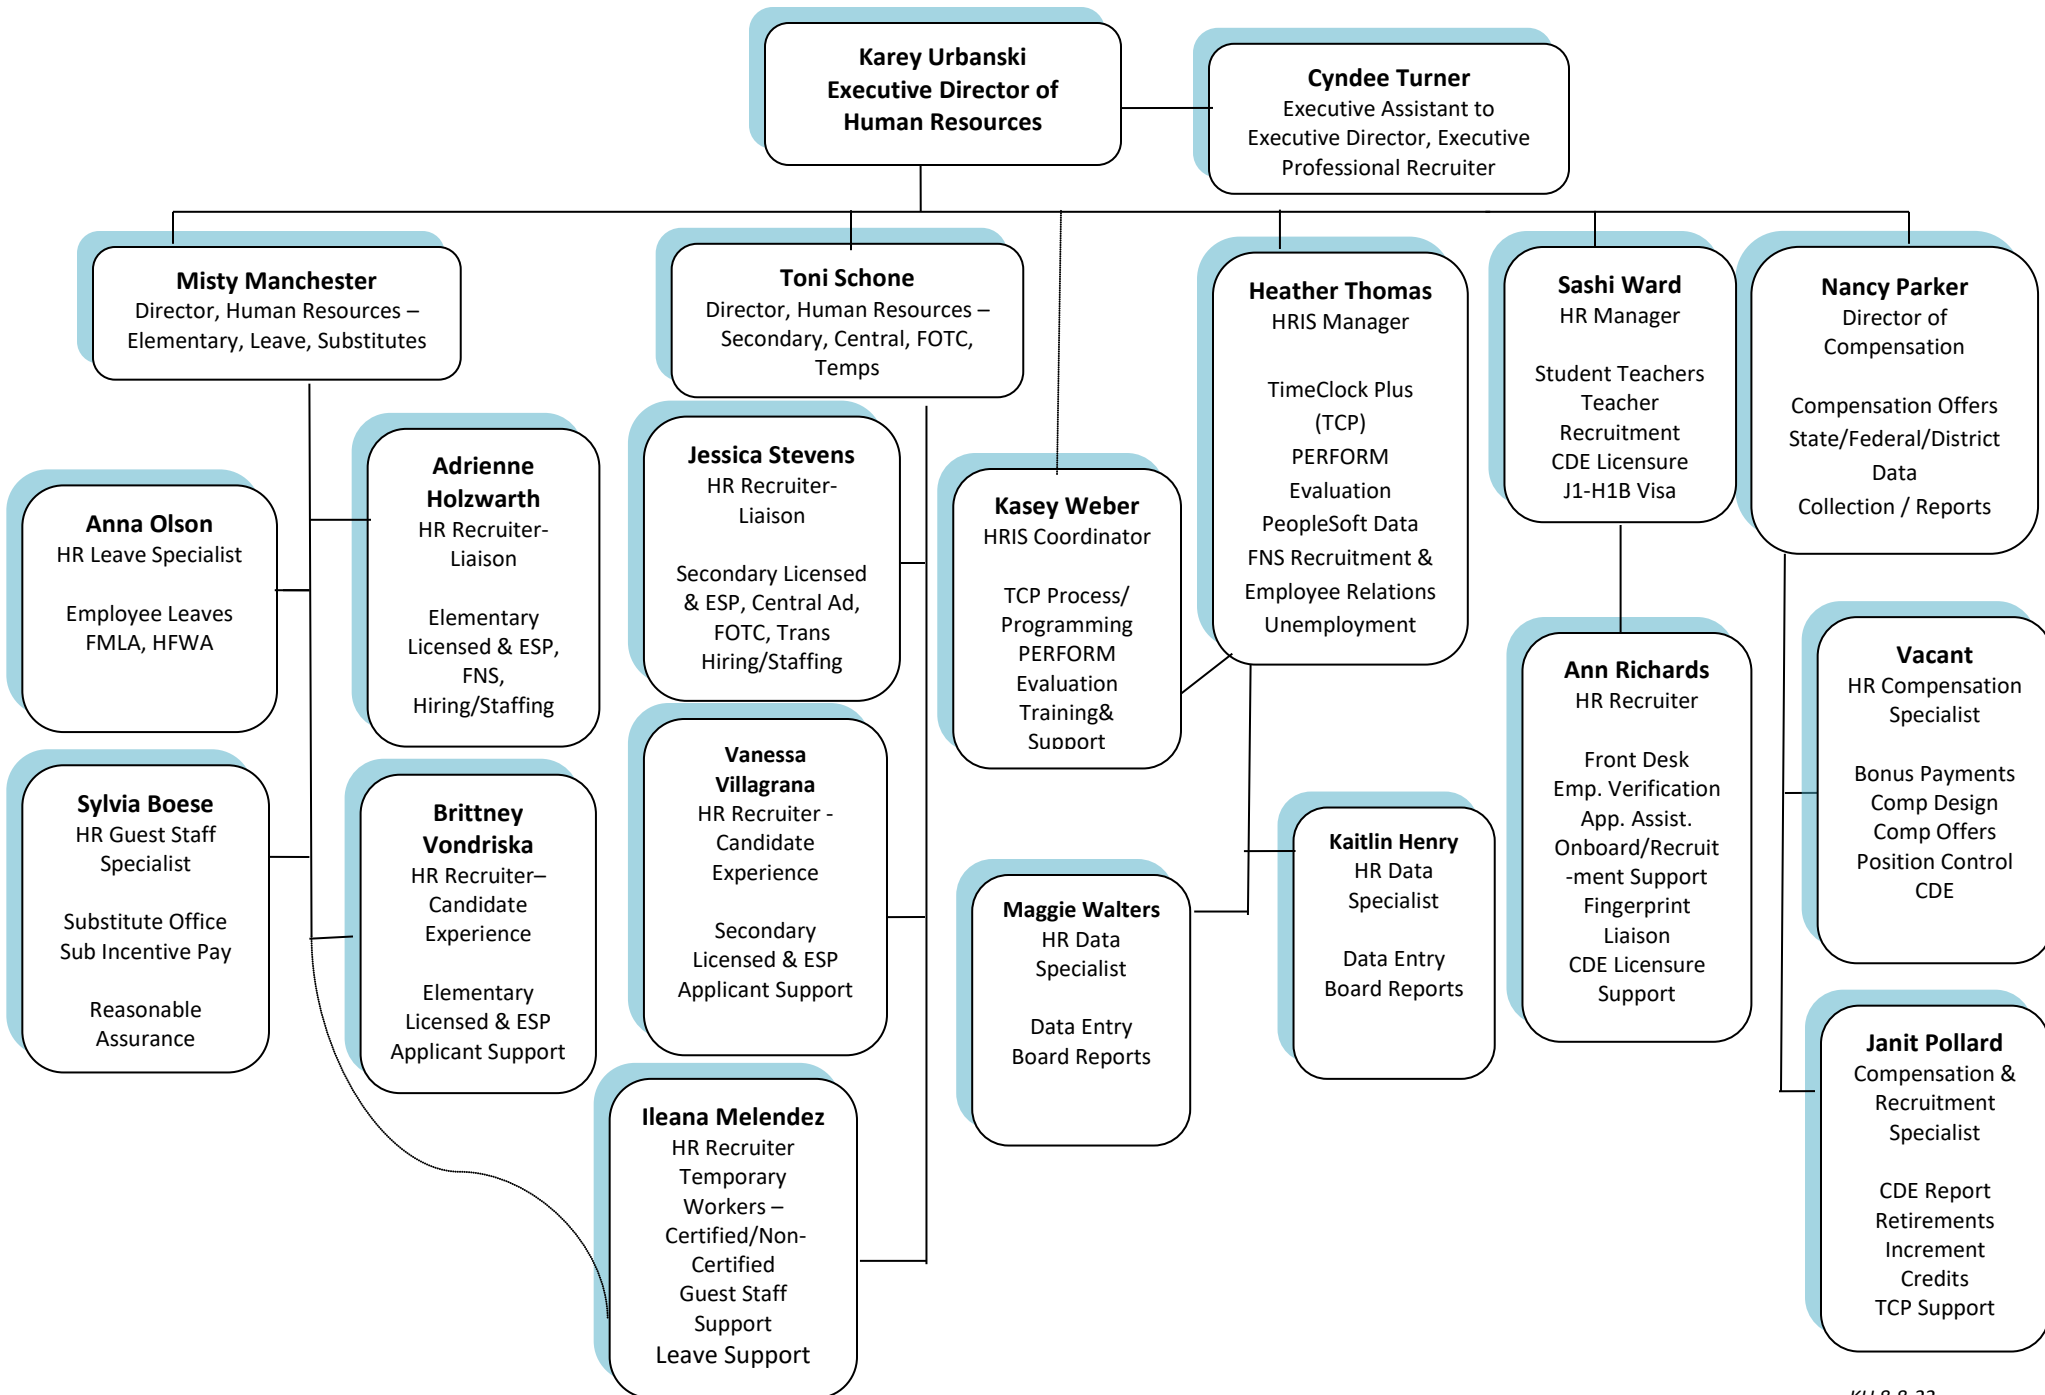 Karey Urbanski
Executive Director of
Human Resources
Cyndee Turner
Executive Assistant to
Executive Director, Executive
Professional Recruiter
Misty Manchester
Director, Human Resources –
Elementary, Leave, Substitutes
Toni Schone
Director, Human Resources –
Secondary, Central, FOTC,
Temps
Heather Thomas
HRIS Manager
TimeClock Plus
(TCP)
PERFORM
Evaluation
PeopleSoft Data
FNS Recruitment &
Employee Relations
Unemployment
Sashi Ward
HR Manager
Student Teachers
Teacher
Recruitment
CDE Licensure
J1-H1B Visa
Nancy Parker
Director of
Compensation
Compensation Offers
State/Federal/District
Data
Collection / Reports
Anna Olson
HR Leave Specialist
Employee Leaves
FMLA, HFWA
Adrienne
Holzwarth
HR Recruiter-
Liaison
Elementary
Licensed & ESP,
FNS,
Hiring/Staffing
Jessica Stevens
HR Recruiter-
Liaison
Secondary Licensed
& ESP, Central Ad,
FOTC, Trans
Hiring/Staffing
Kasey Weber
HRIS Coordinator
TCP Process/
Programming
PERFORM
Evaluation
Training&
Support
Ann Richards
HR Recruiter
Front Desk
Emp. Verification
App. Assist.
Onboard/Recruit
-ment Support
Fingerprint
Liaison
CDE Licensure
Support
Vacant
HR Compensation
Specialist
Bonus Payments
Comp Design
Comp Offers
Position Control
CDE
Sylvia Boese
HR Guest Staff
Specialist
Substitute Office
Sub Incentive Pay
Reasonable
Assurance
Brittney
Vondriska
HR Recruiter–
Candidate
Experience
Elementary
Licensed & ESP
Applicant Support
Vanessa
Villagrana
HR Recruiter -
Candidate
Experience
Secondary
Licensed & ESP
Applicant Support
Maggie Walters
HR Data
Specialist
Data Entry
Board Reports
Kaitlin Henry
HR Data
Specialist
Data Entry
Board Reports
Janit Pollard
Compensation &
Recruitment
Specialist
CDE Report
Retirements
Increment
Credits
TCP Support
Ileana Melendez
HR Recruiter
Temporary
Workers –
Certified/Non-
Certified
Guest Staff
Support
Leave Support